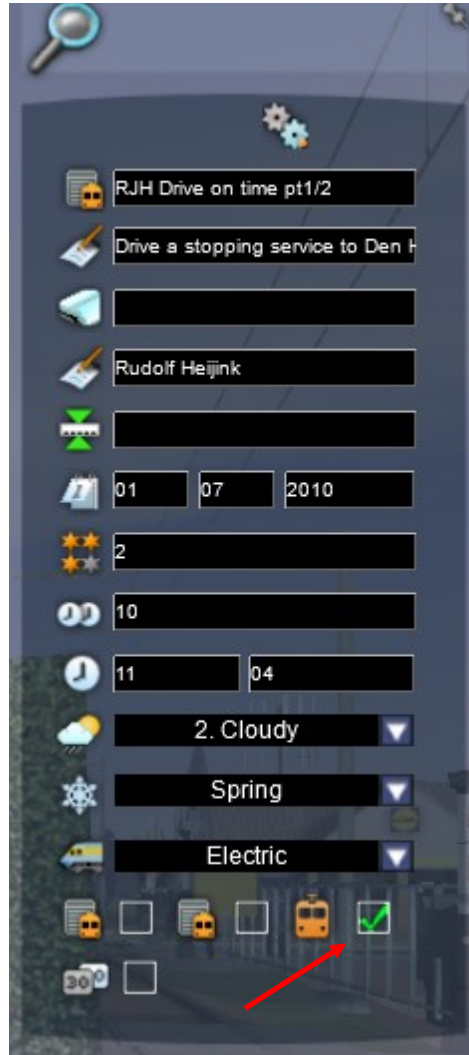 RJH Drive on time pt1/2
Drive a stopping service to Den H
Rudolf Heijink
01 07 2010
2
10
11 04
2. Cloudy
Spring
Electric
30 0